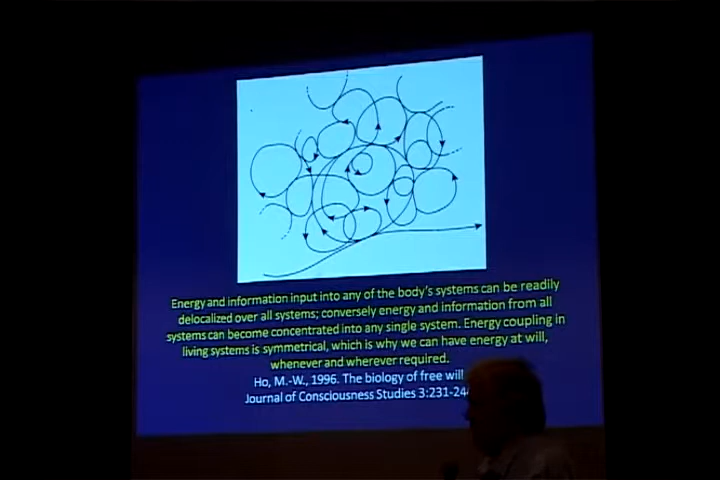 Energy and information input into any of the body's systems can be readily
delocalized over all systems; conversely energy and information from all
systems can become concentrated into any single system. Energy coupling in
living systems is symmetrical, which is why we can have energy at will,
whenever and wherever required.
Ho, M.-W., 1996. The biology of free will
Journal of Consciousness Studies 3:231-24